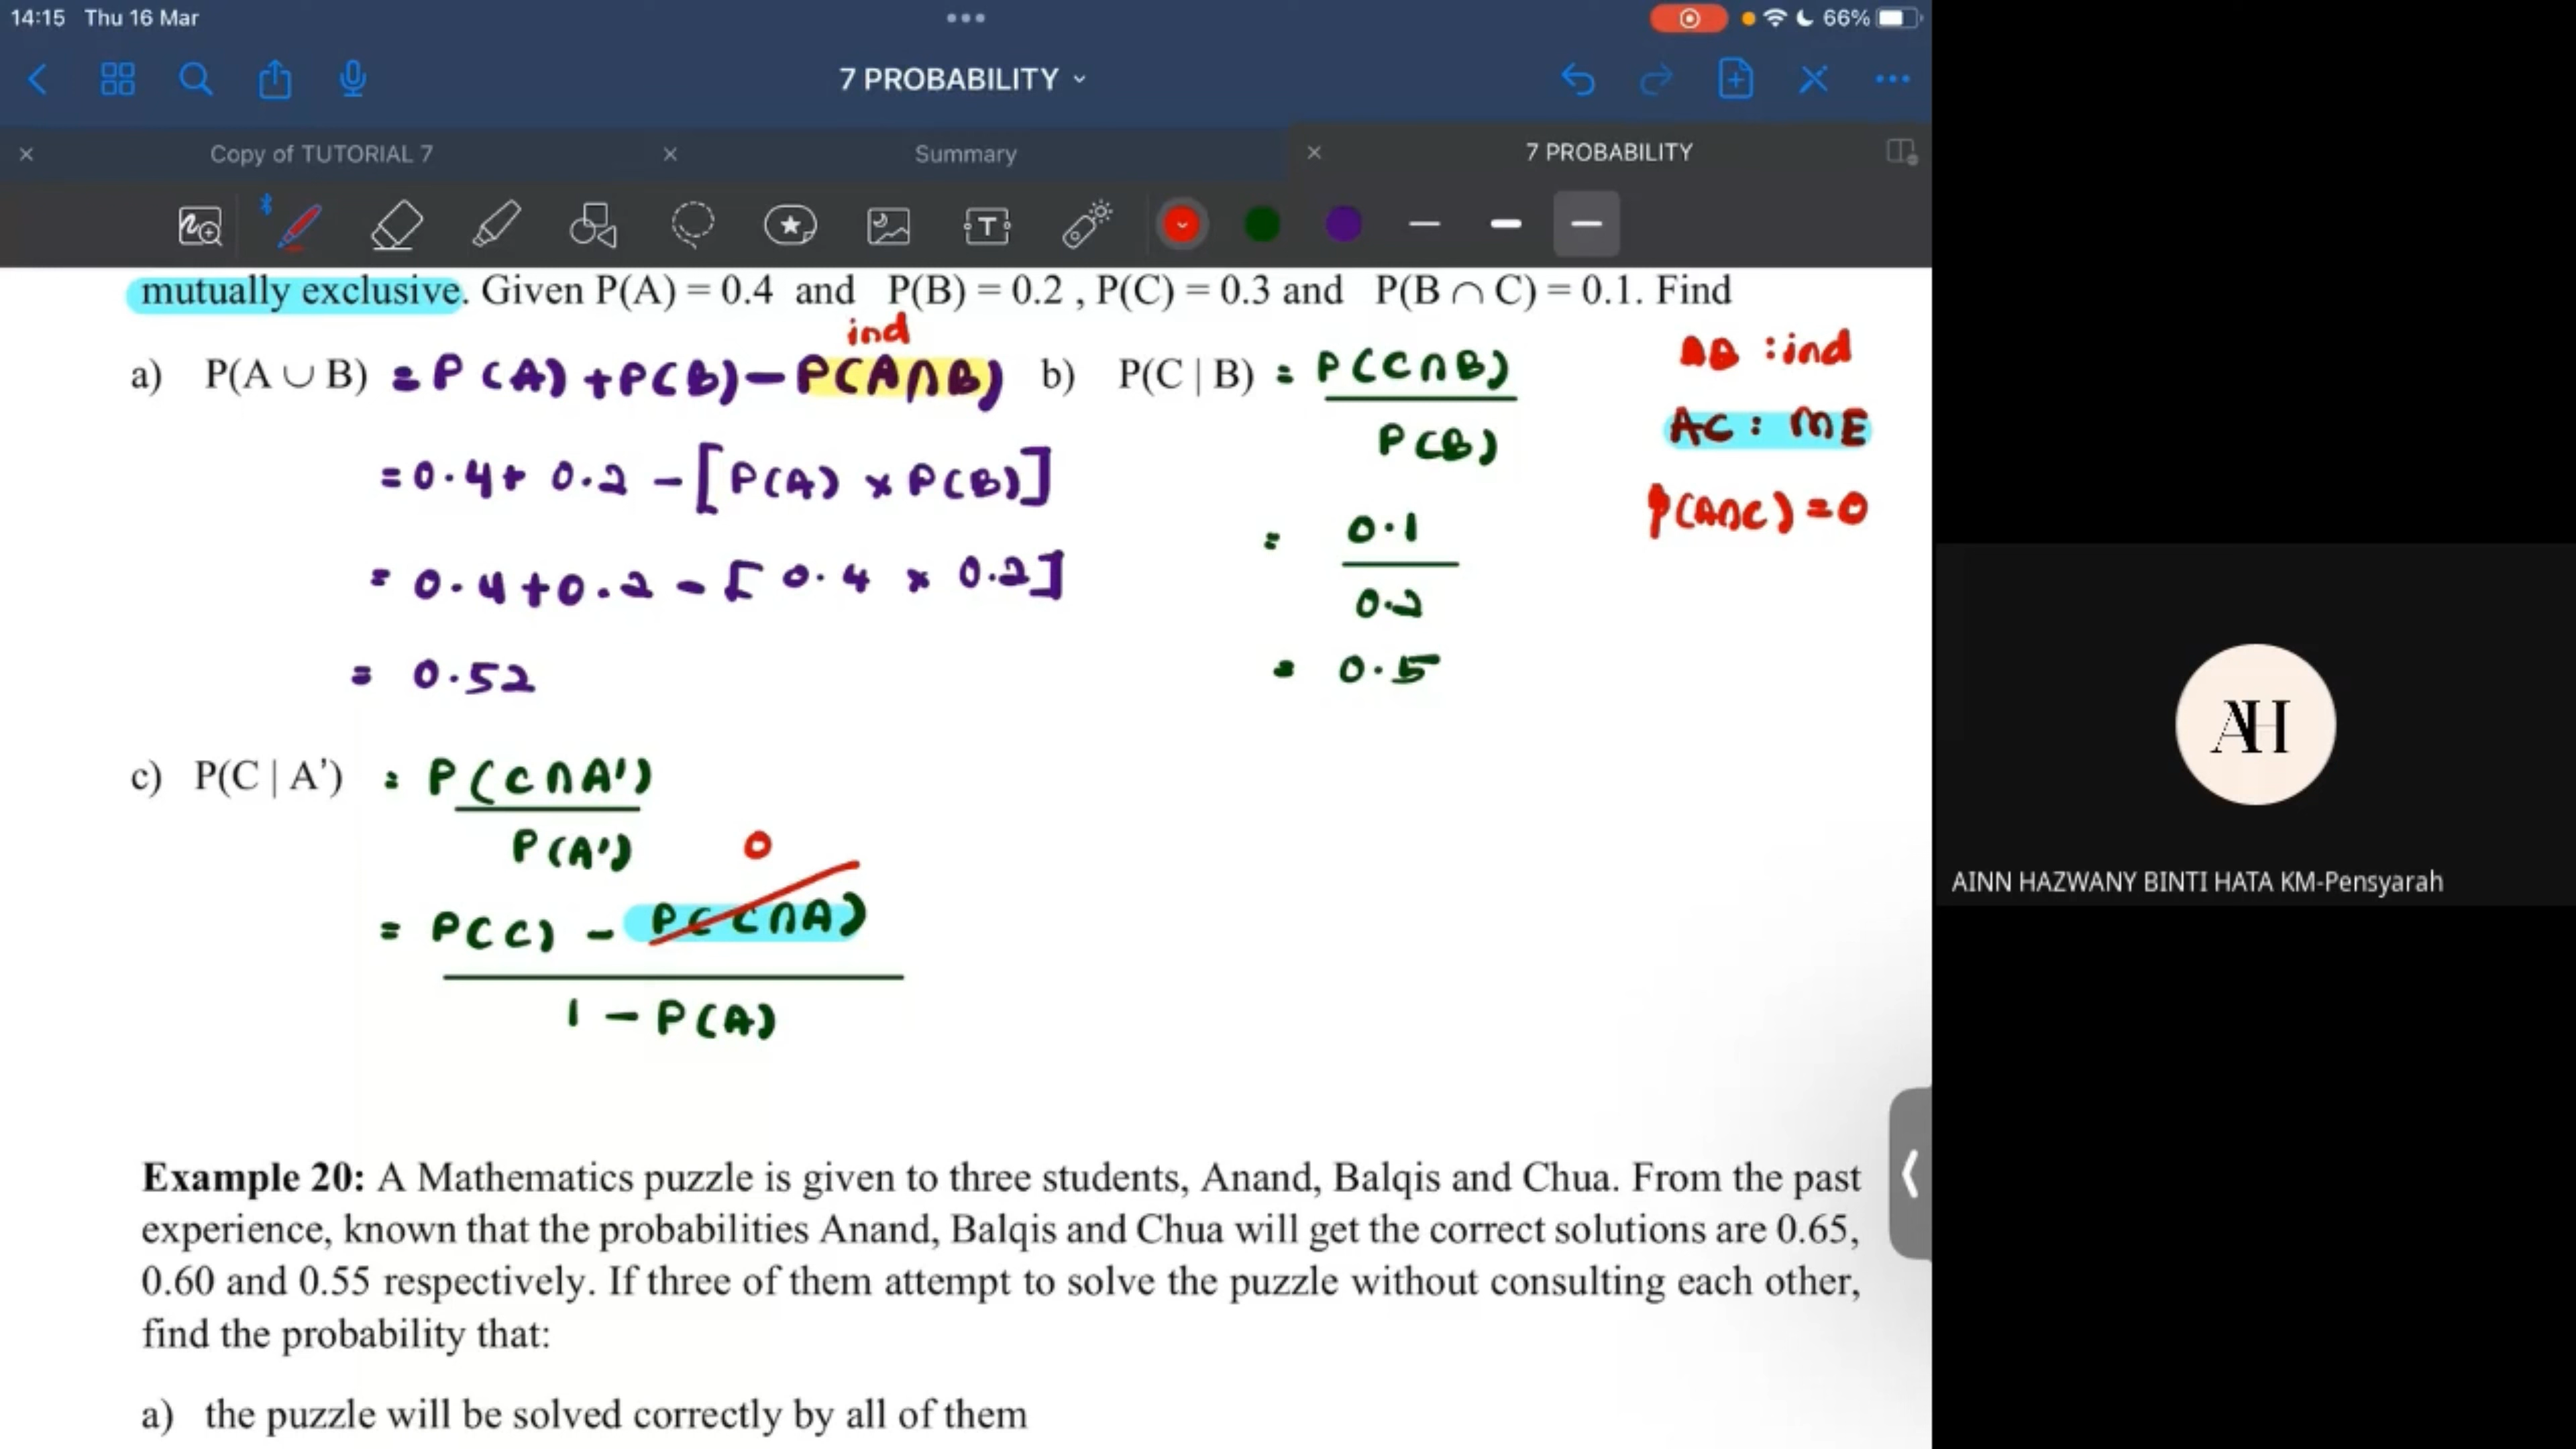 14:15 Thu 16 Mar
66%
7 PROBABILITY
Copy of TUTORIAL 7
Summary
7 PROBABILITY
T
mutually exclusive. Given P(A) = 0.4 and P(B) = 0.2 , P(C) = 0.3 and P(B ∩ C) = 0.1. Find
ind
a) P(A ∪ B) = P(A) + P(B) − P(A∩B)
= 0.4 + 0.2 − [P(A) × P(B)]
= 0.4 + 0.2 − [0.4 × 0.2]
= 0.52
b) P(C | B) = P(C∩B)
P(B)
= 0.1
0.2
= 0.5
AB : ind
AC : ME
P(A∩C) = 0
c) P(C | A') = P(C∩A')
P(A')
0
= P(C) − P(C∩A)
1 − P(A)
Example 20: A Mathematics puzzle is given to three students, Anand, Balqis and Chua. From the past
experience, known that the probabilities Anand, Balqis and Chua will get the correct solutions are 0.65,
0.60 and 0.55 respectively. If three of them attempt to solve the puzzle without consulting each other,
find the probability that:
a) the puzzle will be solved correctly by all of them
AH
AINN HAZWANY BINTI HATA KM-Pensyarah